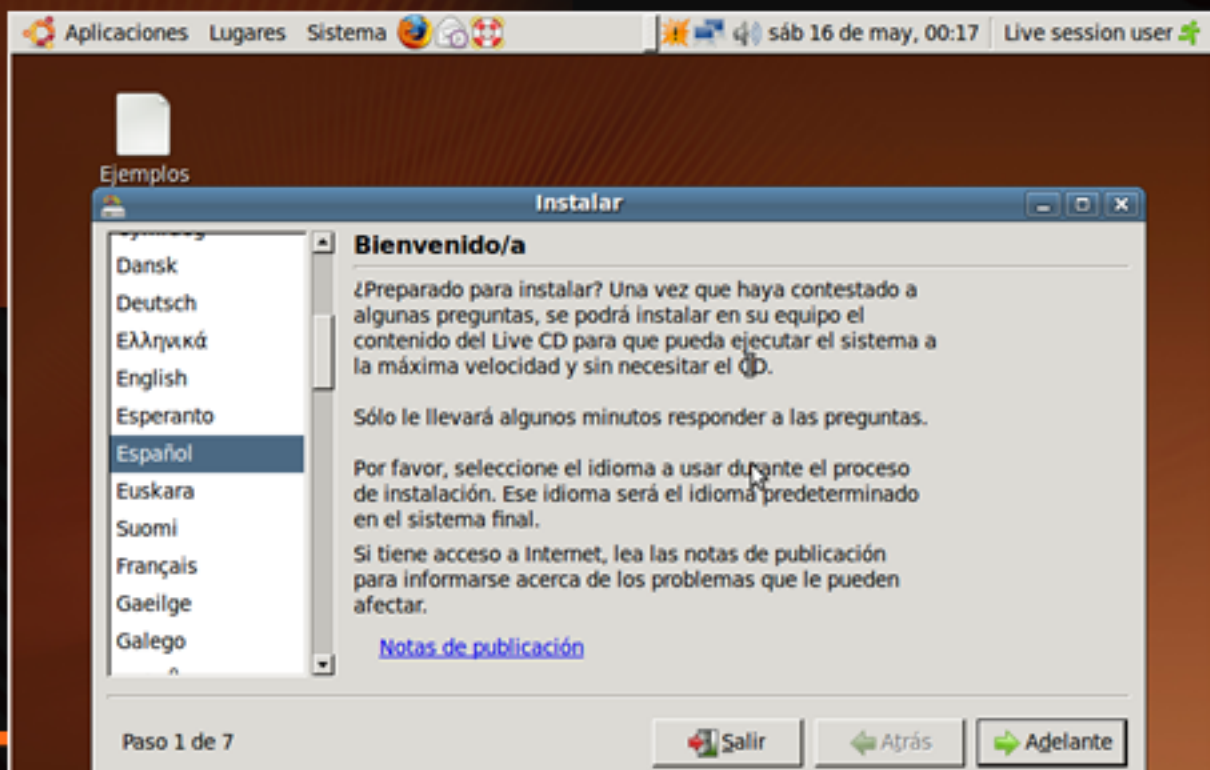 Aplicaciones Lugares Sistema sáb 16 de may, 00:17 Live session user
Ejemplos
Instalar
Dansk
Deutsch
Ελληνικά
English
Esperanto
Español
Euskara
Suomi
Français
Gaeilge
Galego
Bienvenido/a
¿Preparado para instalar? Una vez que haya contestado a
algunas preguntas, se podrá instalar en su equipo el
contenido del Live CD para que pueda ejecutar el sistema a
la máxima velocidad y sin necesitar el CD.
Sólo le llevará algunos minutos responder a las preguntas.
Por favor, seleccione el idioma a usar durante el proceso
de instalación. Ese idioma será el idioma predeterminado
en el sistema final.
Si tiene acceso a Internet, lea las notas de publicación
para informarse acerca de los problemas que le pueden
afectar.
Notas de publicación
Paso 1 de 7 Salir Atrás Adelante